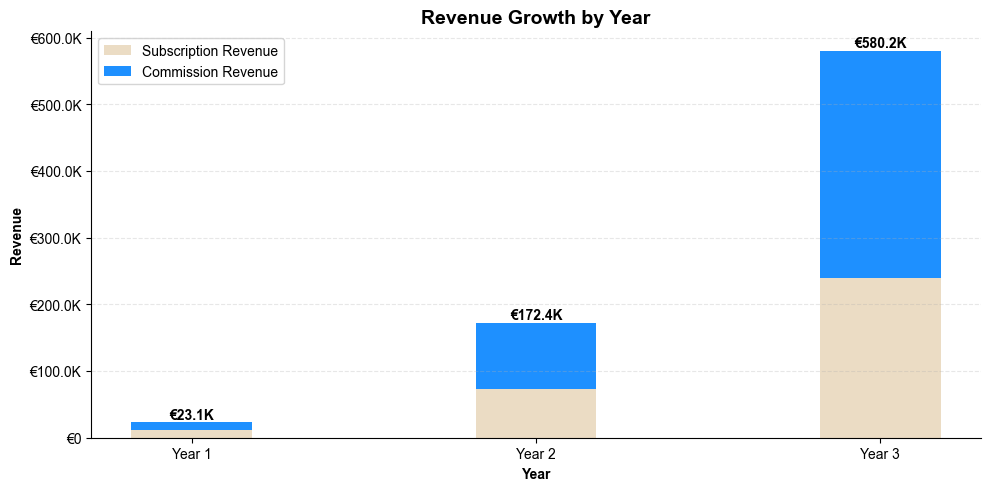 Revenue Growth by Year
Subscription Revenue
Commission Revenue
Revenue
€600.0K
€500.0K
€400.0K
€300.0K
€200.0K
€100.0K
€0
€23.1K
€172.4K
€580.2K
Year 1
Year 2
Year 3
Year